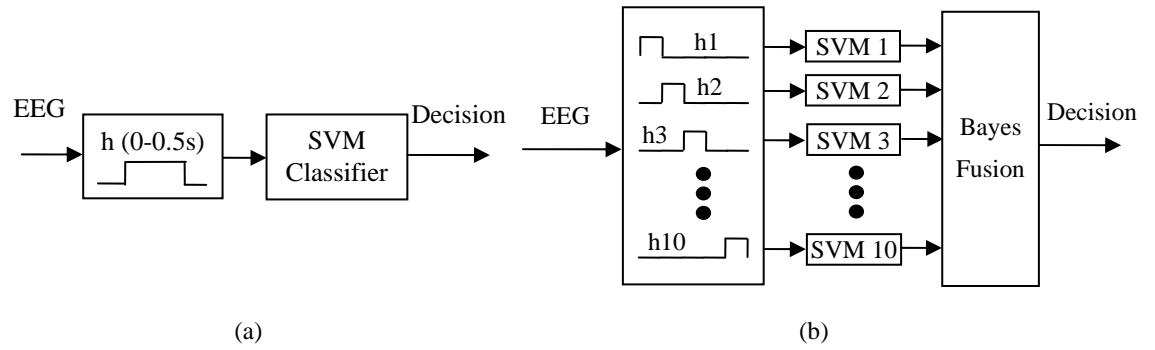 EEG
h (0-0.5s)
SVM
Classifier
Decision
(a)
EEG
h1
h2
h3
h10
SVM 1
SVM 2
SVM 3
SVM 10
Bayes
Fusion
Decision
(b)